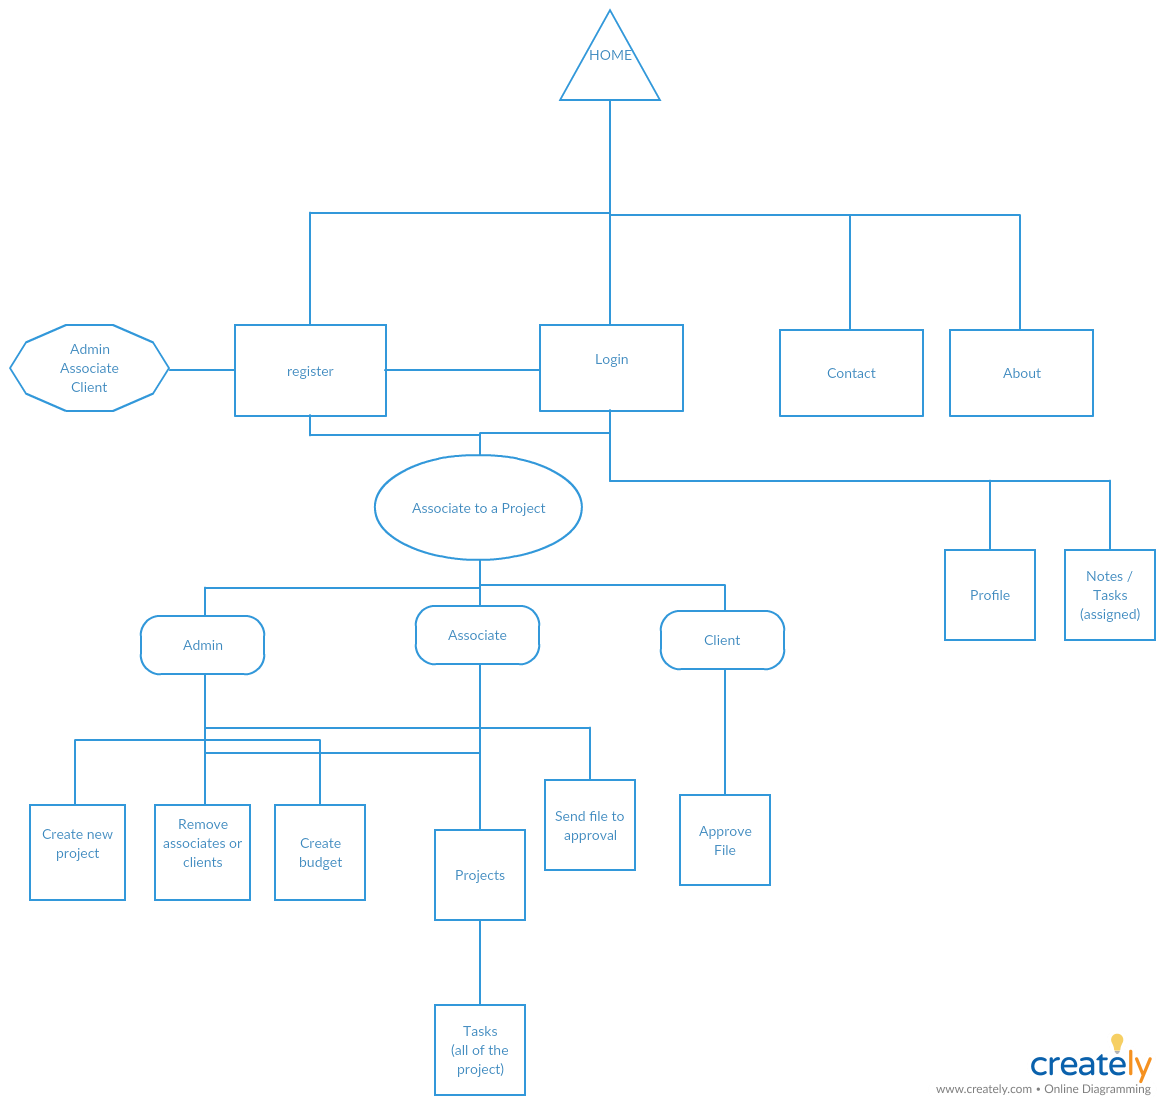 HOME
Admin
Associate
Client
register
Login
Contact
About
Associate to a Project
Profile
Notes /
Tasks
(assigned)
Admin
Associate
Client
Create new
project
Remove
associates or
clients
Create
budget
Projects
Send file to
approval
Approve
File
Tasks
(all of the
project)
creately
www.creately.com • Online Diagramming